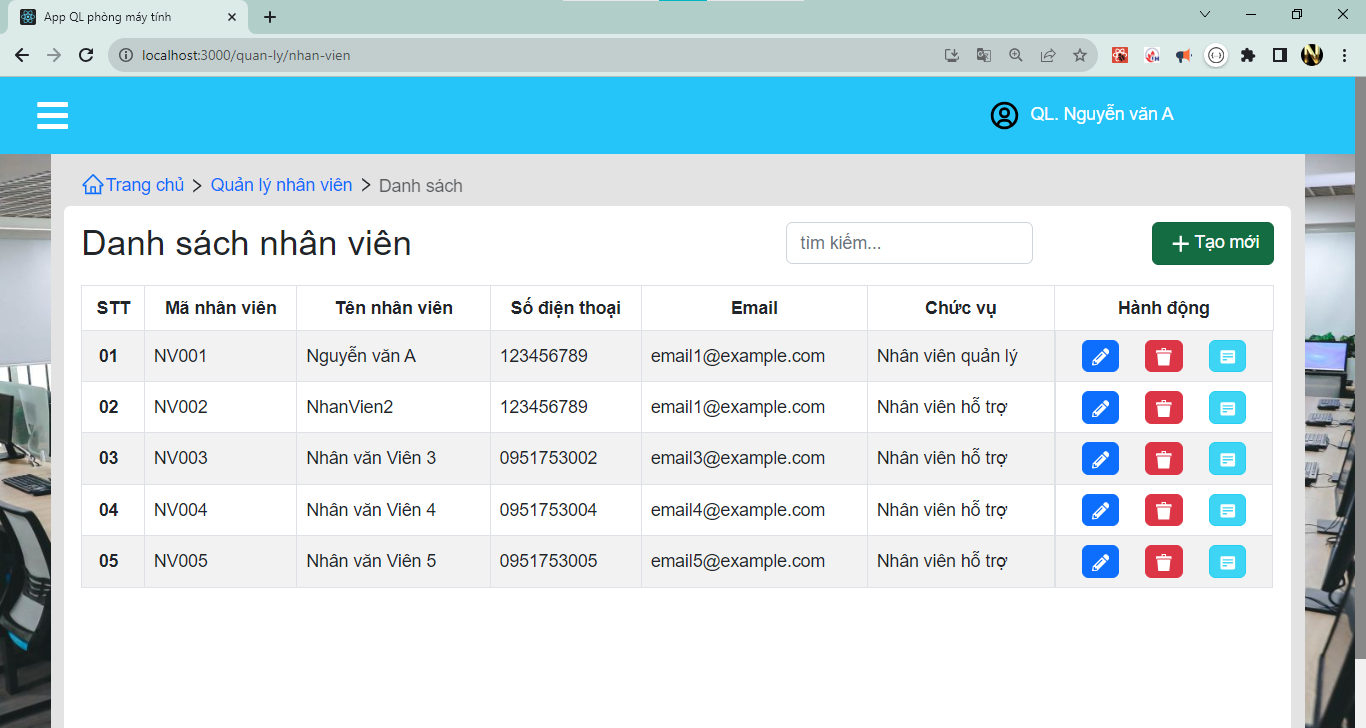 App QL phòng máy tính
localhost:3000/quan-ly/nhan-vien
QL. Nguyễn văn A
Trang chủ > Quản lý nhân viên > Danh sách
Danh sách nhân viên
tìm kiếm...
+ Tạo mới
STT Mã nhân viên Tên nhân viên Số điện thoại Email Chức vụ Hành động
01 NV001 Nguyễn văn A 123456789 email1@example.com Nhân viên quản lý
02 NV002 NhanVien2 123456789 email1@example.com Nhân viên hỗ trợ
03 NV003 Nhân văn Viên 3 0951753002 email3@example.com Nhân viên hỗ trợ
04 NV004 Nhân văn Viên 4 0951753004 email4@example.com Nhân viên hỗ trợ
05 NV005 Nhân văn Viên 5 0951753005 email5@example.com Nhân viên hỗ trợ